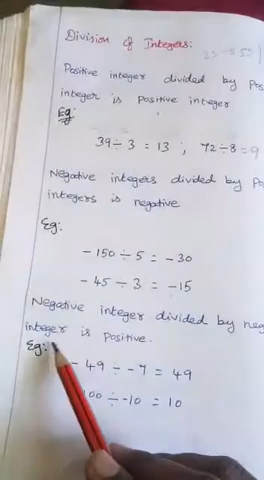 Division of Integers:
Positive integer divided by Pos
integer is Positive integer
Eg:
39÷3 = 13 ; 72÷8=9
Negative integers divided by Po
integers is negative
Eg:
-150 ÷ 5 = -30
-45 ÷ 3 = -15
Negative integer divided by neg
integer is Positive.
Eg:
-49 ÷ -7 = 49
100 ÷ -10 = 10